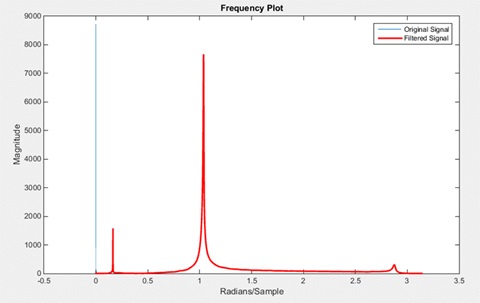 Frequency Plot
9000
8000
7000
6000
5000
4000
3000
2000
1000
0
Magnitude
Original Signal
Filtered Signal
-0.5 0 0.5 1 1.5 2 2.5 3 3.5
Radians/Sample